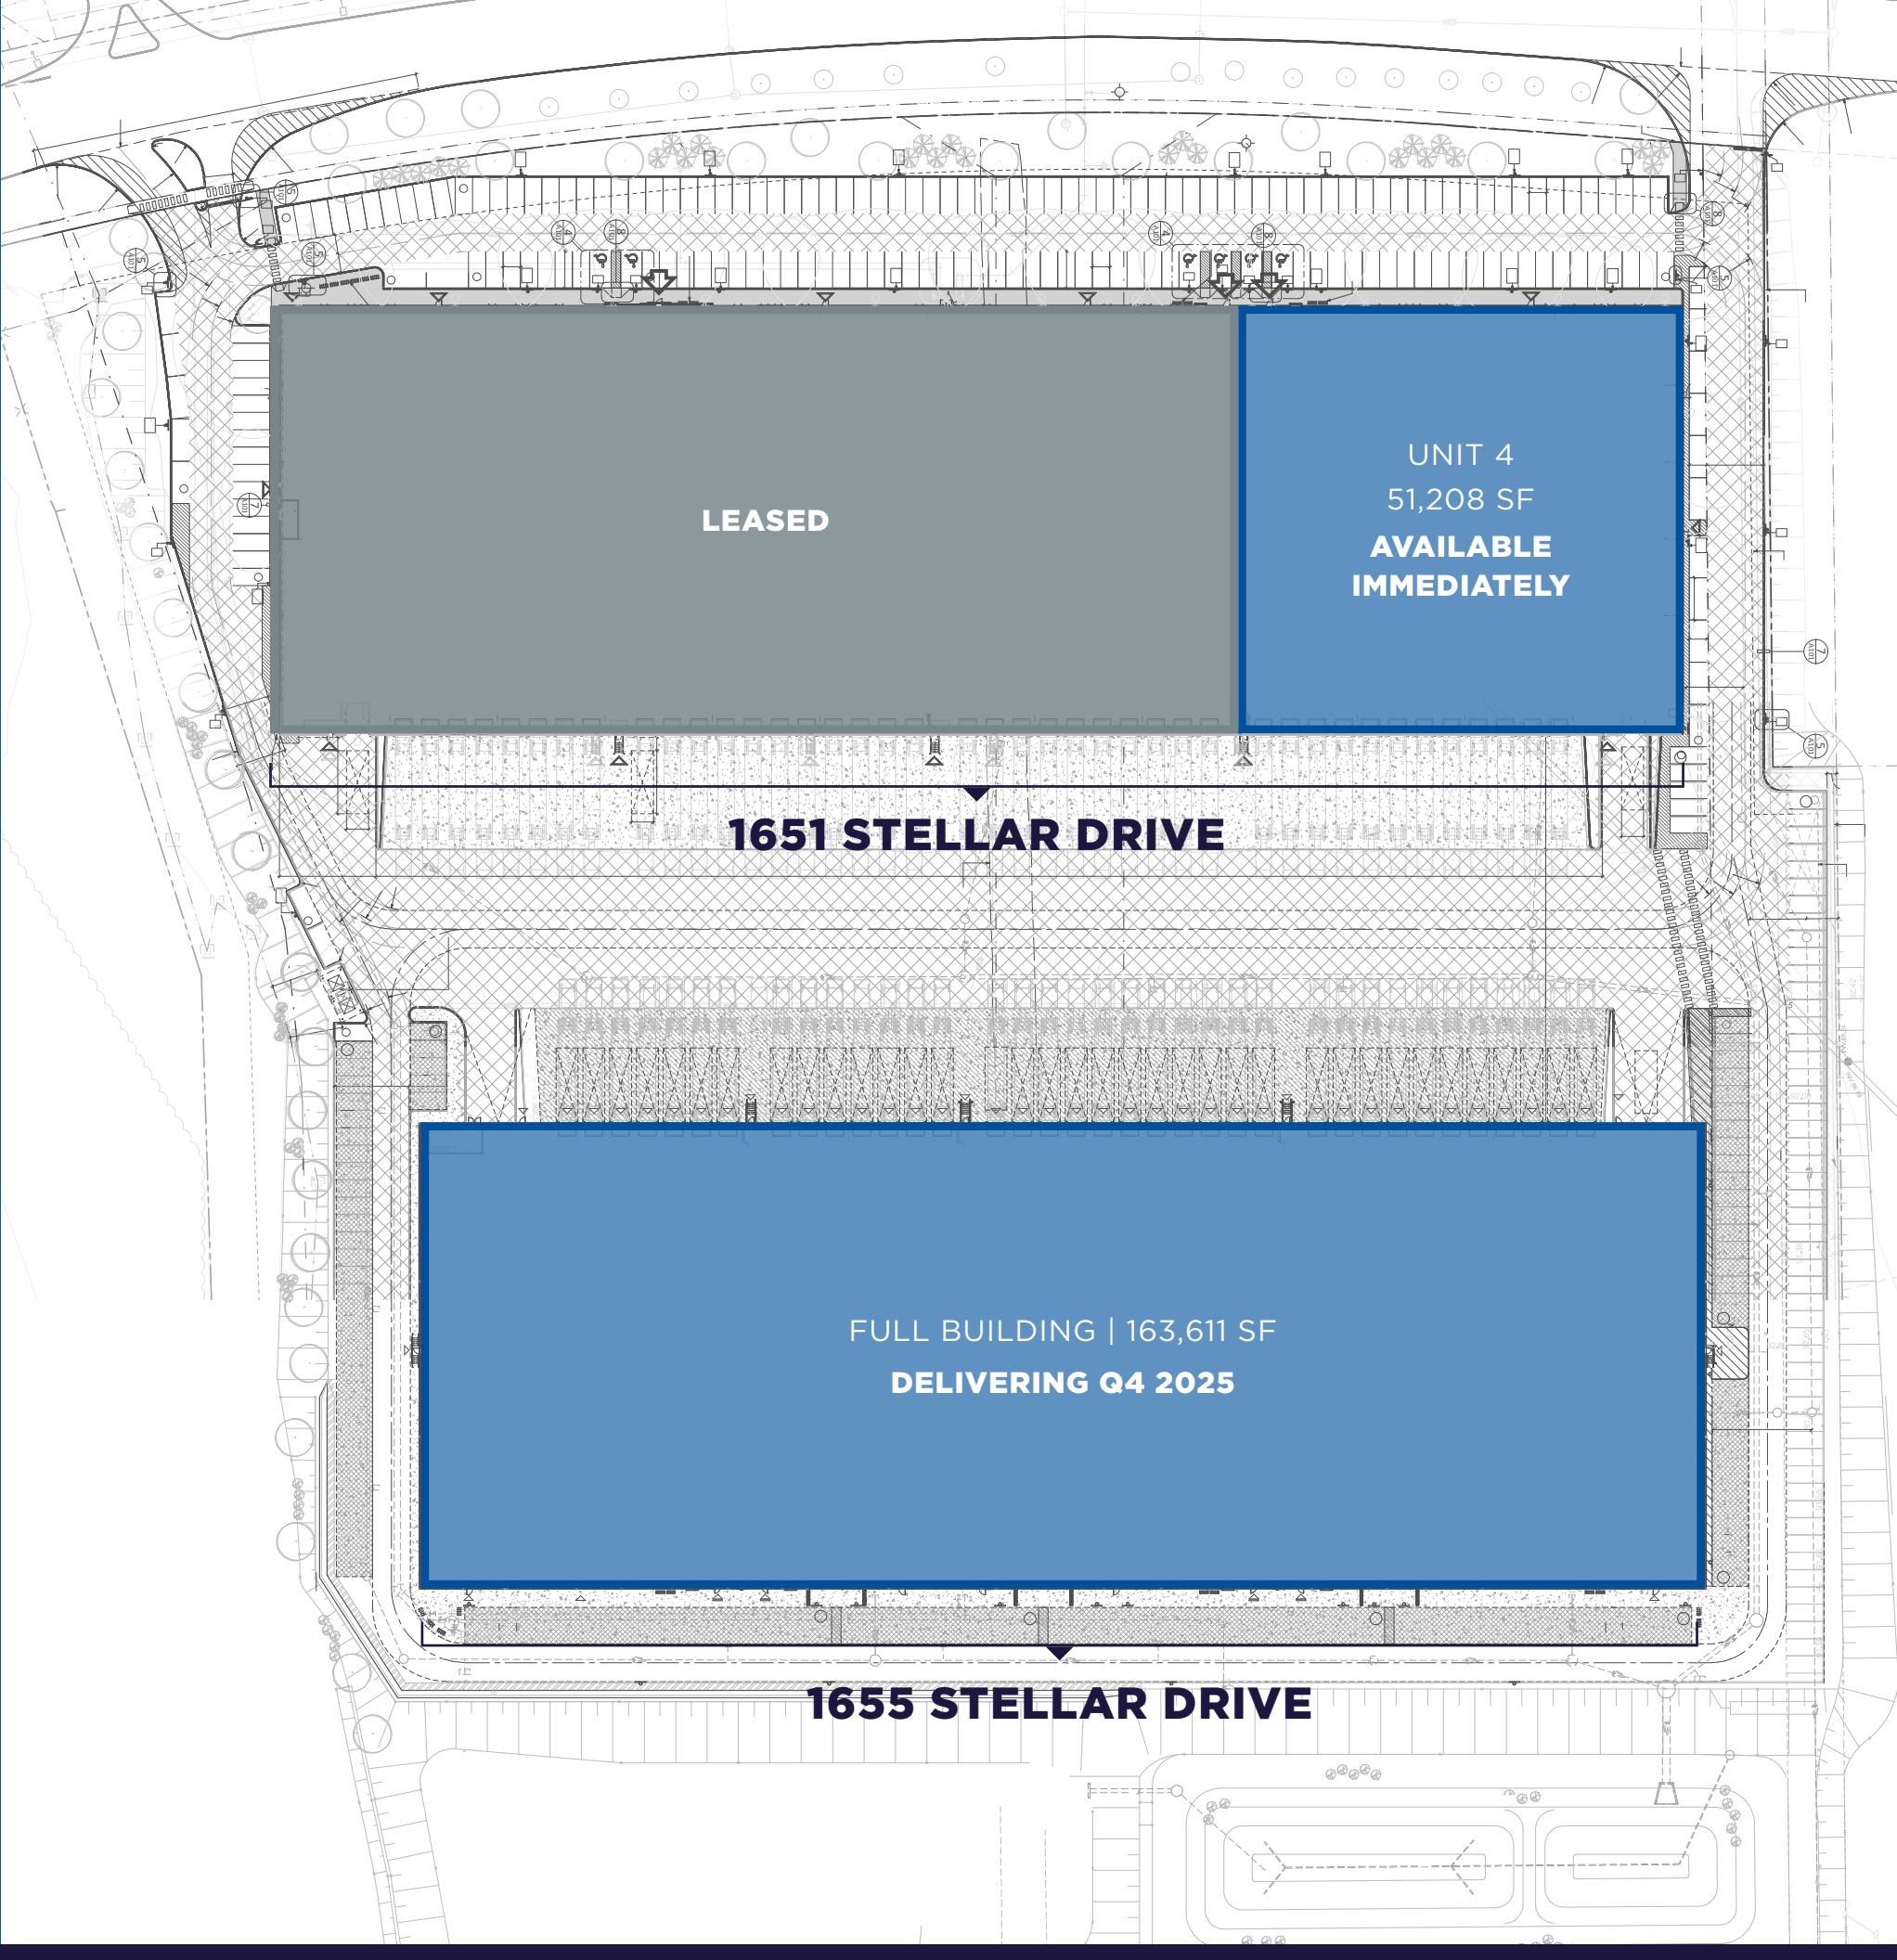 LEASED
UNIT 4
51,208 SF
AVAILABLE
IMMEDIATELY
1651 STELLAR DRIVE
FULL BUILDING | 163,611 SF
DELIVERING Q4 2025
1655 STELLAR DRIVE